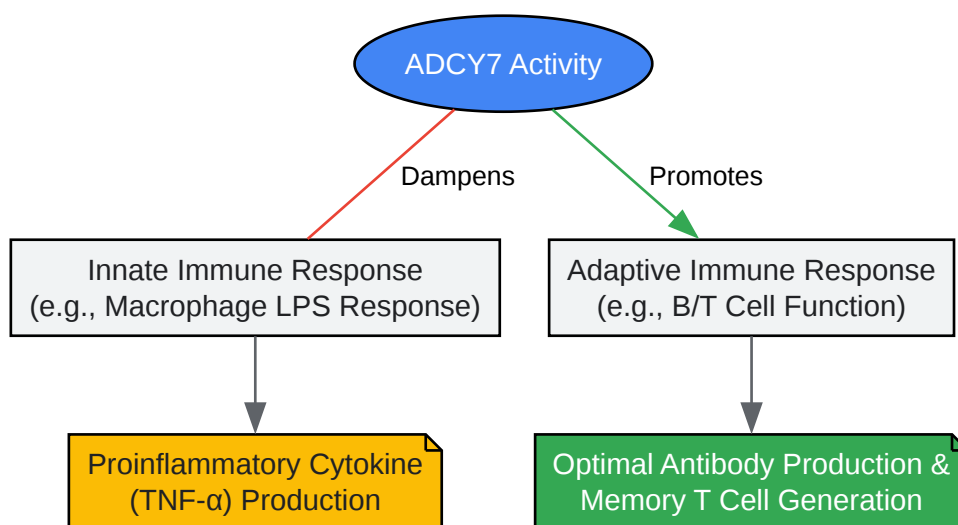 ADCY7 Activity
Dampens
Promotes
Innate Immune Response
(e.g., Macrophage LPS Response)
Adaptive Immune Response
(e.g., B/T Cell Function)
Proinflammatory Cytokine
(TNF-α) Production
Optimal Antibody Production &
Memory T Cell Generation